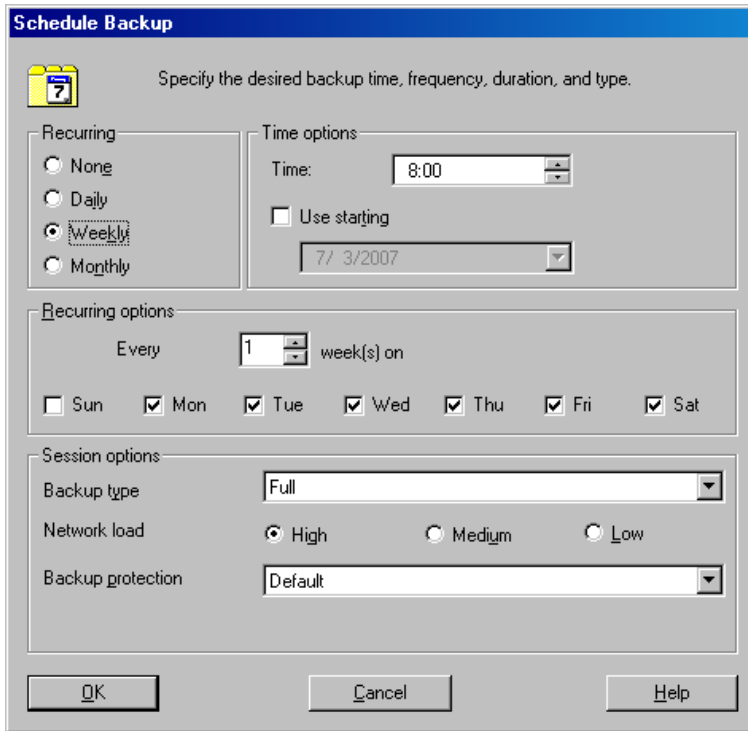 Schedule Backup
7
Specify the desired backup time, frequency, duration, and type.
Recurring
None
Daily
Weekly
Monthly
Time options
Time: 8:00
Use starting
7/ 3/2007
Recurring options
Every 1 week(s) on
Sun Mon Tue Wed Thu Fri Sat
Session options
Backup type Full
Network load High Medium Low
Backup protection Default
OK Cancel Help